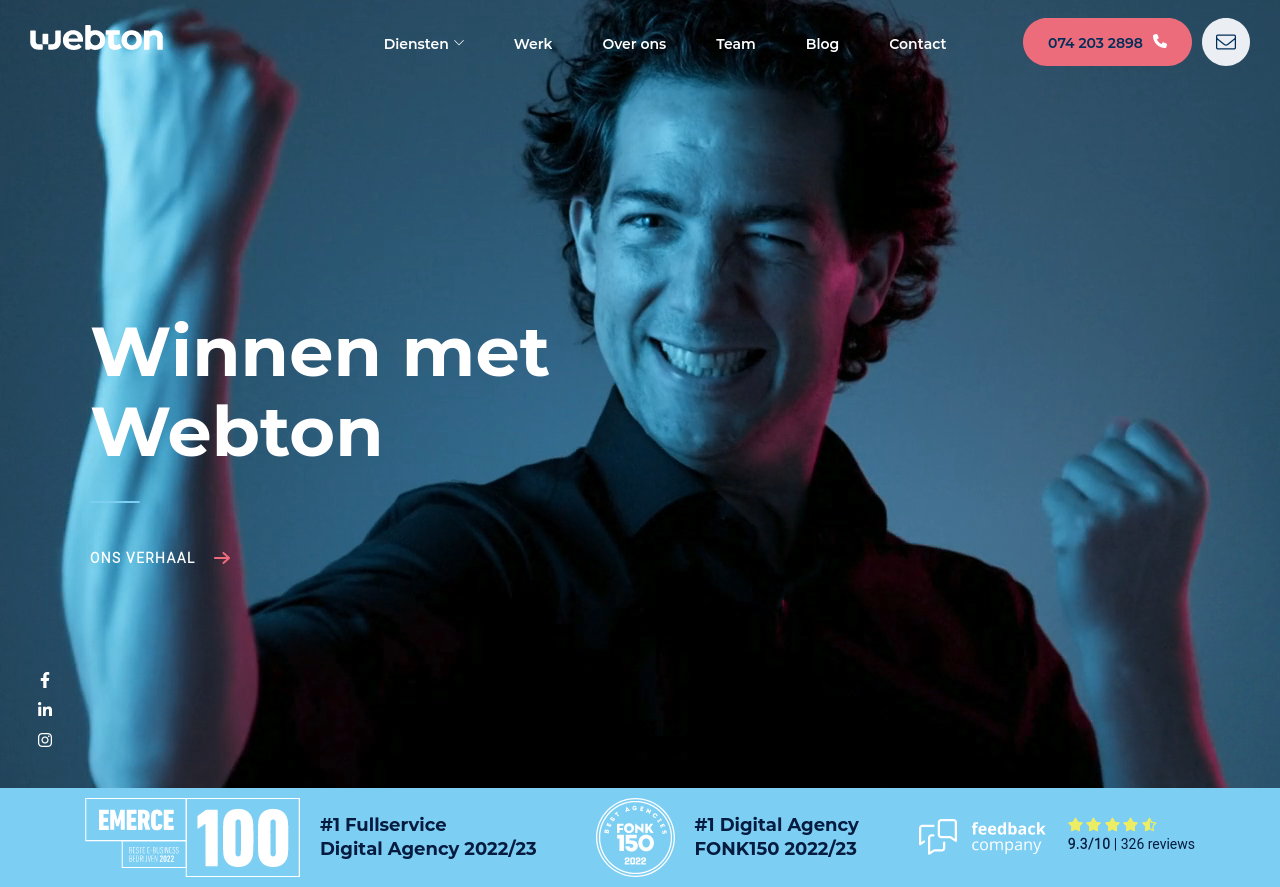 webton
Diensten
Werk
Over ons
Team
Blog
Contact
074 203 2898
Winnen met
Webton
ONS VERHAAL
EMERCE
100
BESTE E-BUSINESS
BEDRIJVEN 2022
#1 Fullservice
Digital Agency 2022/23
BEST AGENCIES
FONK
150
2022
#1 Digital Agency
FONK150 2022/23
feedback
company
9.3/10 | 326 reviews